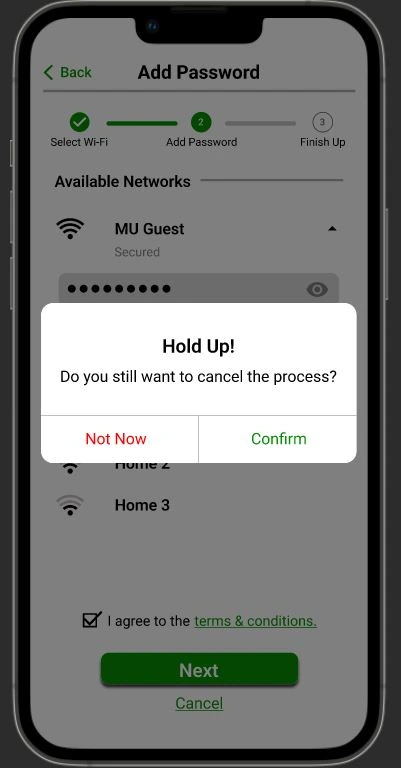 Back
Add Password
2
3
Select Wi-Fi
Add Password
Finish Up
Available Networks
MU Guest
Secured
Hold Up!
Do you still want to cancel the process?
Not Now
Confirm
Home 2
Home 3
I agree to the terms & conditions.
Next
Cancel